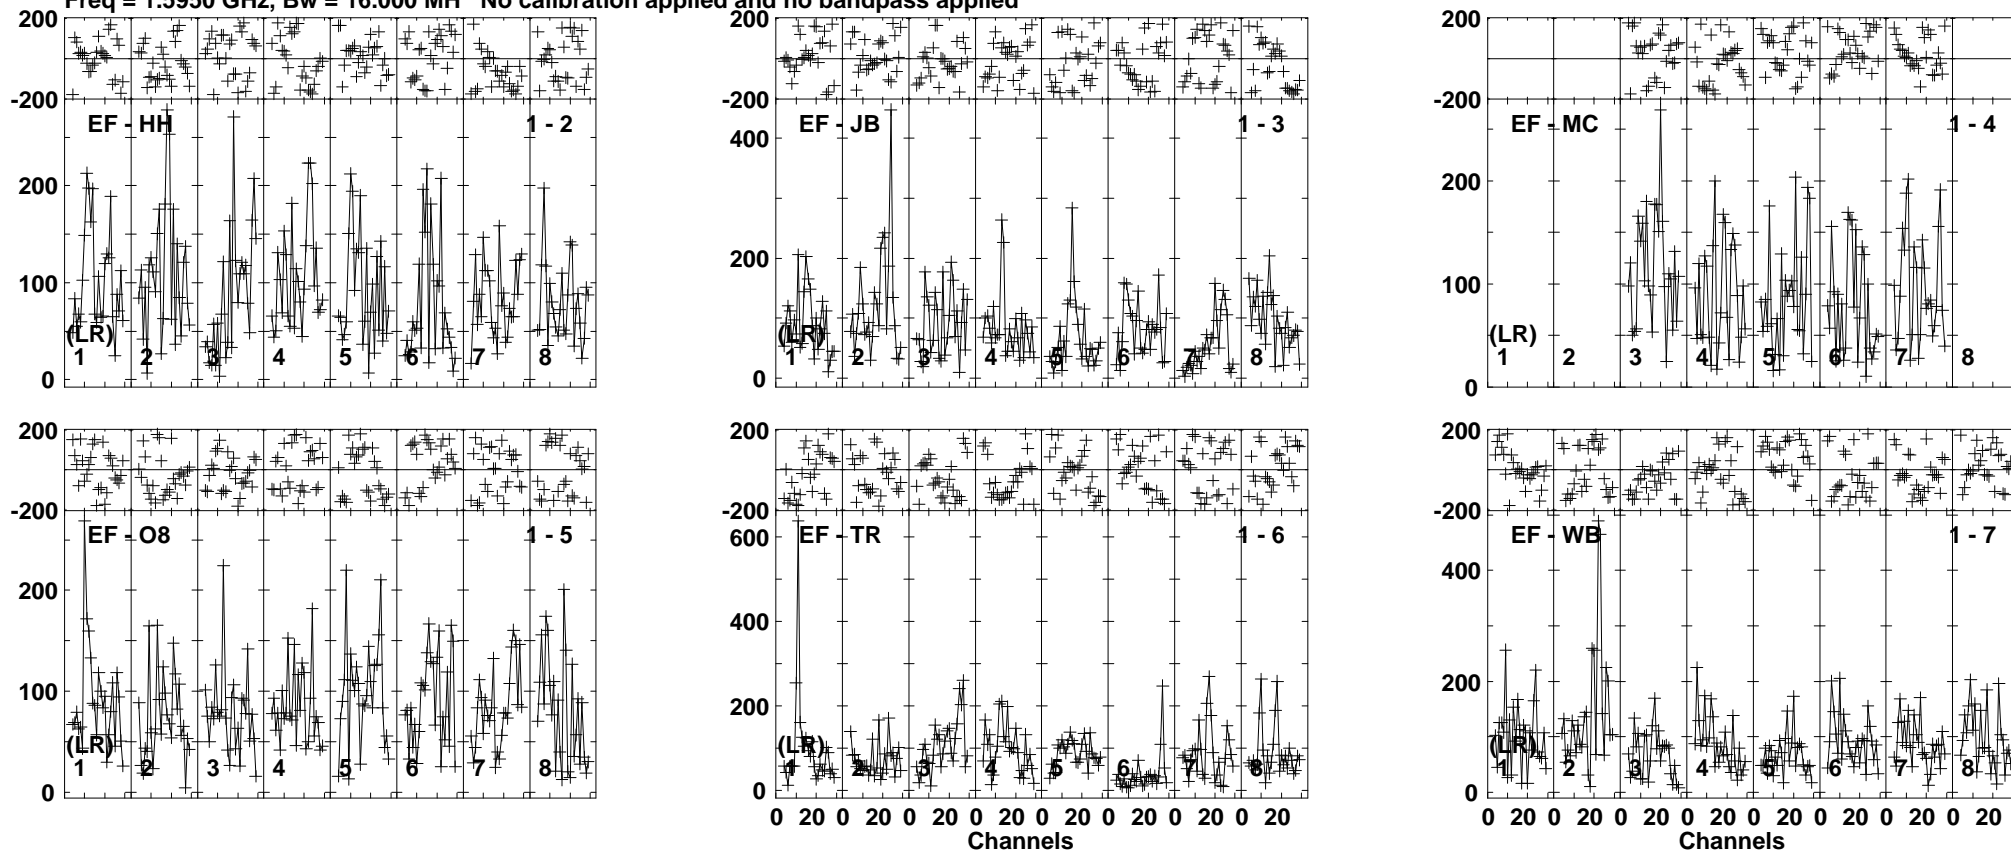 Freq = 1.5950 GHz, Bw = 16.000 MH No calibration applied and no bandpass applied
200 200 200
-200 -200 -200
EF - HH 1 - 2 EF - JB 1 - 3 EF - MC 1 - 4
400
200 200
200
100 100
(LR) (LR) (LR)
1 2 3 4 5 6 7 8 1 2 3 4 5 6 7 8 1 2 3 4 5 6 7 8
0 0 0
200 200 200
-200 -200 -200
EF - O8 1 - 5 EF - TR 1 - 6 EF - WB 1 - 7
600
400
200
400
200
100
200
(LR) (LR) (LR)
1 2 3 4 5 6 7 8 1 2 3 4 5 6 7 8 1 2 3 4 5 6 7 8
0 0 0
0 20 0 20 0 20 0 20 0 20 0 20 0 20 0 20 0 20 0 20 0 20 0 20 0 20 0 20 0 20 0 20
Channels Channels